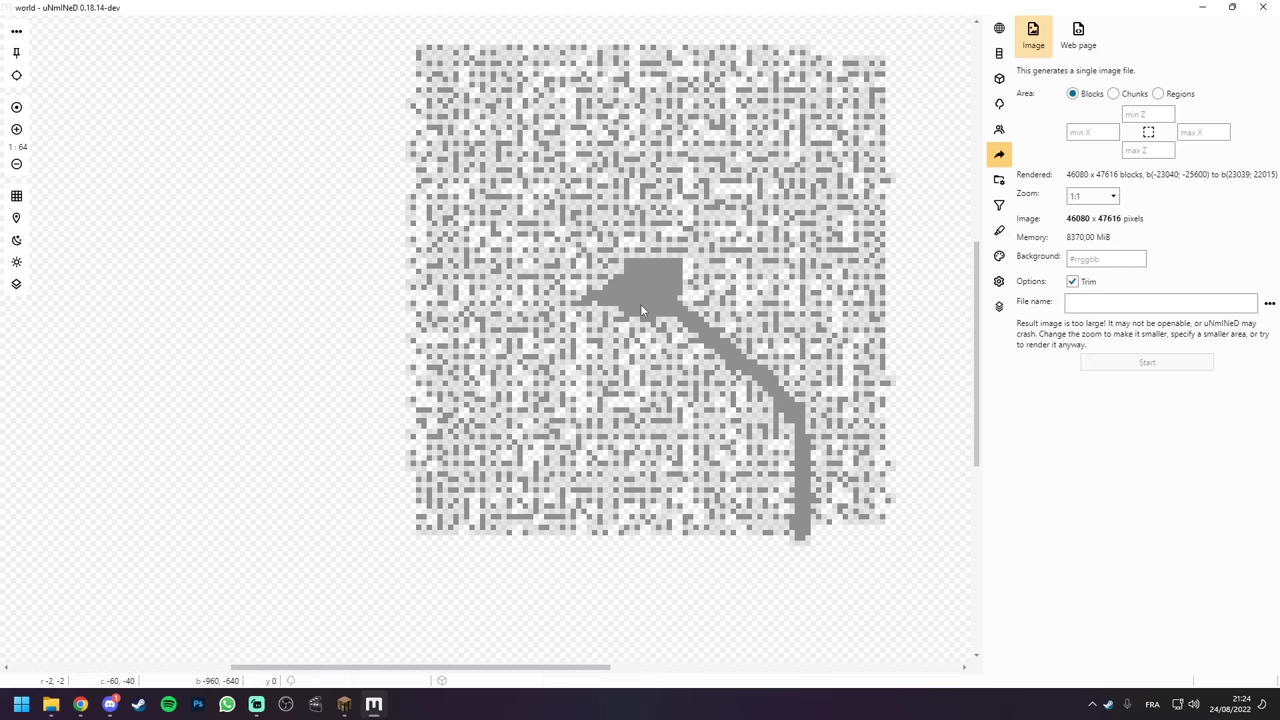 world - uNmINeD 0.18.14-dev
Image
Web page
This generates a single image file.
Area:
Blocks
Chunks
Regions
min Z
min X
max X
max Z
Rendered:
46080 x 47616 blocks, b(-23040; -25600) to b(23039; 22015)
Zoom:
1:1
Image:
46080 x 47616 pixels
Memory:
8370,00 MiB
Background:
#rrggbb
Options:
Trim
File name:
Result image is too large! It may not be openable, or uNmINeD may
crash. Change the zoom to make it smaller, specify a smaller area, or try
to render it anyway.
Start
1 : 64
r -2, -2
c -60, -40
b -960, -640
y 0
1
FRA
21:24
24/08/2022